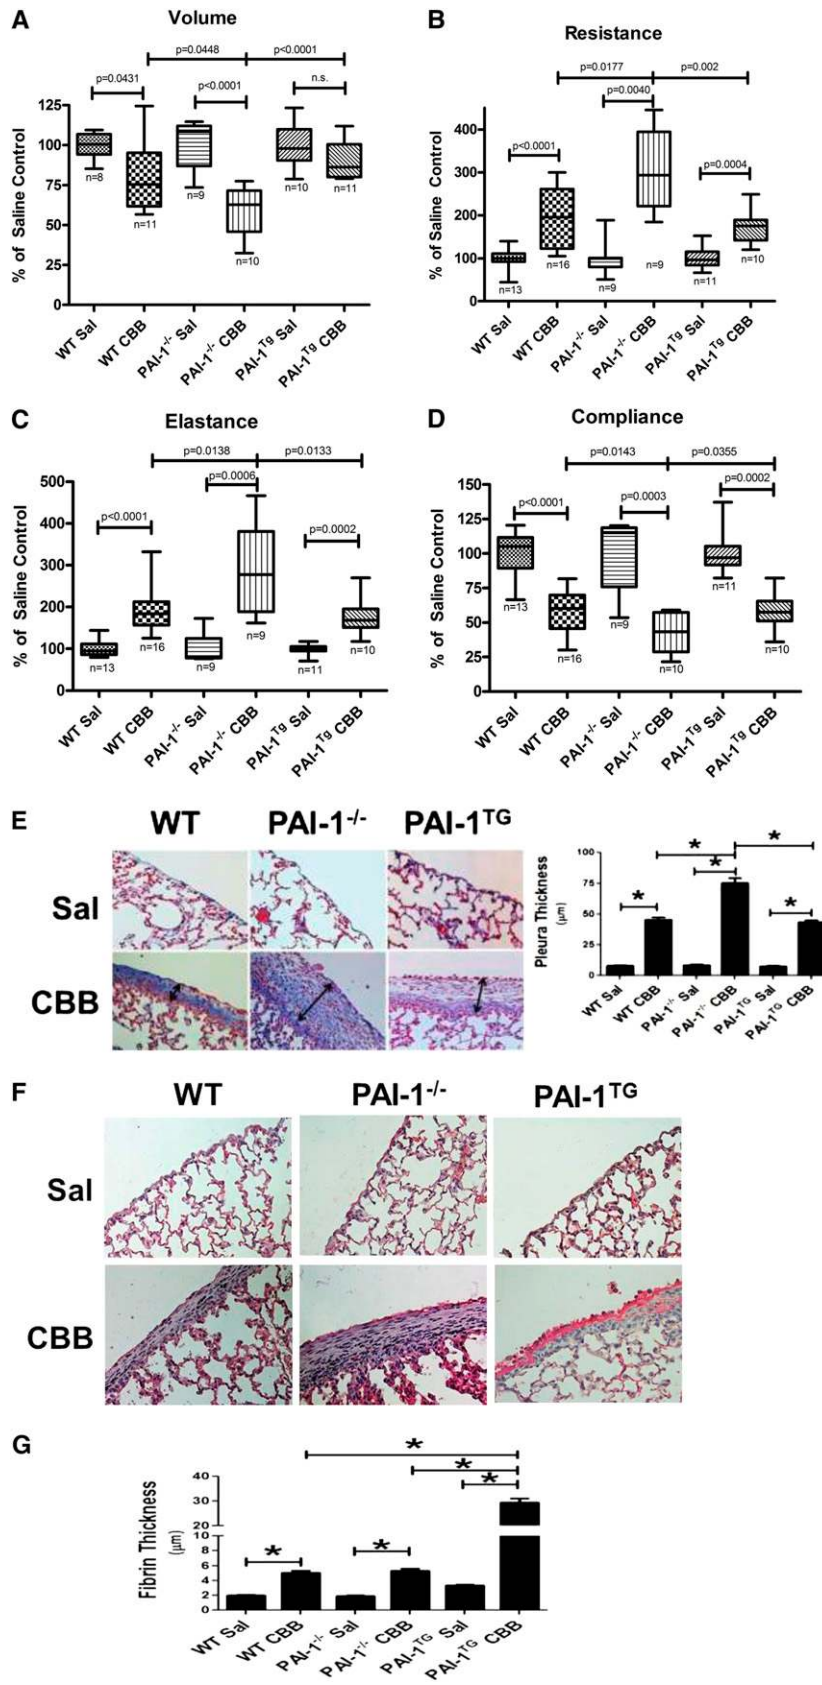 A
Volume
p=0.0448
p<0.0001
p=0.0431
p<0.0001
n.s.
% of Saline Control
125
100
75
50
25
0
n=8
n=11
n=9
n=10
n=10
n=11
WT Sal
WT CBB
PAI-1-/- Sal
PAI-1-/- CBB
PAI-1Tg Sal
PAI-1Tg CBB
B
Resistance
p=0.0177
p=0.002
p=0.0040
p<0.0001
p=0.0004
% of Saline Control
400
300
200
100
0
n=13
n=16
n=9
n=9
n=11
n=10
WT Sal
WT CBB
PAI-1-/- Sal
PAI-1-/- CBB
PAI-1Tg Sal
PAI-1Tg CBB
C
Elastance
p=0.0138
p=0.0133
p=0.0006
p<0.0001
p=0.0002
% of Saline Control
500
400
300
200
100
0
n=13
n=16
n=9
n=9
n=11
n=10
WT Sal
WT CBB
PAI-1-/- Sal
PAI-1-/- CBB
PAI-1Tg Sal
PAI-1Tg CBB
D
Compliance
p=0.0143
p=0.0355
p<0.0001
p=0.0003
p=0.0002
% of Saline Control
150
125
100
75
50
25
0
n=13
n=16
n=9
n=10
n=11
n=10
WT Sal
WT CBB
PAI-1-/- Sal
PAI-1-/- CBB
PAI-1Tg Sal
PAI-1Tg CBB
E
WT PAI-1-/- PAI-1TG
Sal
CBB
Pleura Thickness
(μm)
100
75
50
25
0
* * * * *
WT Sal
WT CBB
PAI-1-/- Sal
PAI-1-/- CBB
PAI-1TG Sal
PAI-1TG CBB
F
WT PAI-1-/- PAI-1TG
Sal
CBB
G
Fibrin Thickness
(μm)
40
30
20
10
8
6
4
2
0
* * * * *
WT Sal
WT CBB
PAI-1-/- Sal
PAI-1-/- CBB
PAI-1TG Sal
PAI-1TG CBB